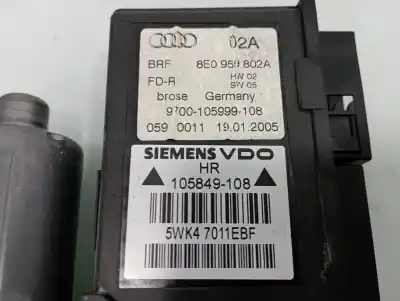 Audi 02A
BRF 8E0 959 802A
FD-R HW 02
SW 05
brose Germany
9700-105999-108
059 0011 19.01.2005
SIEMENS VDO
HR
105849-108
5WK4 7011EBF